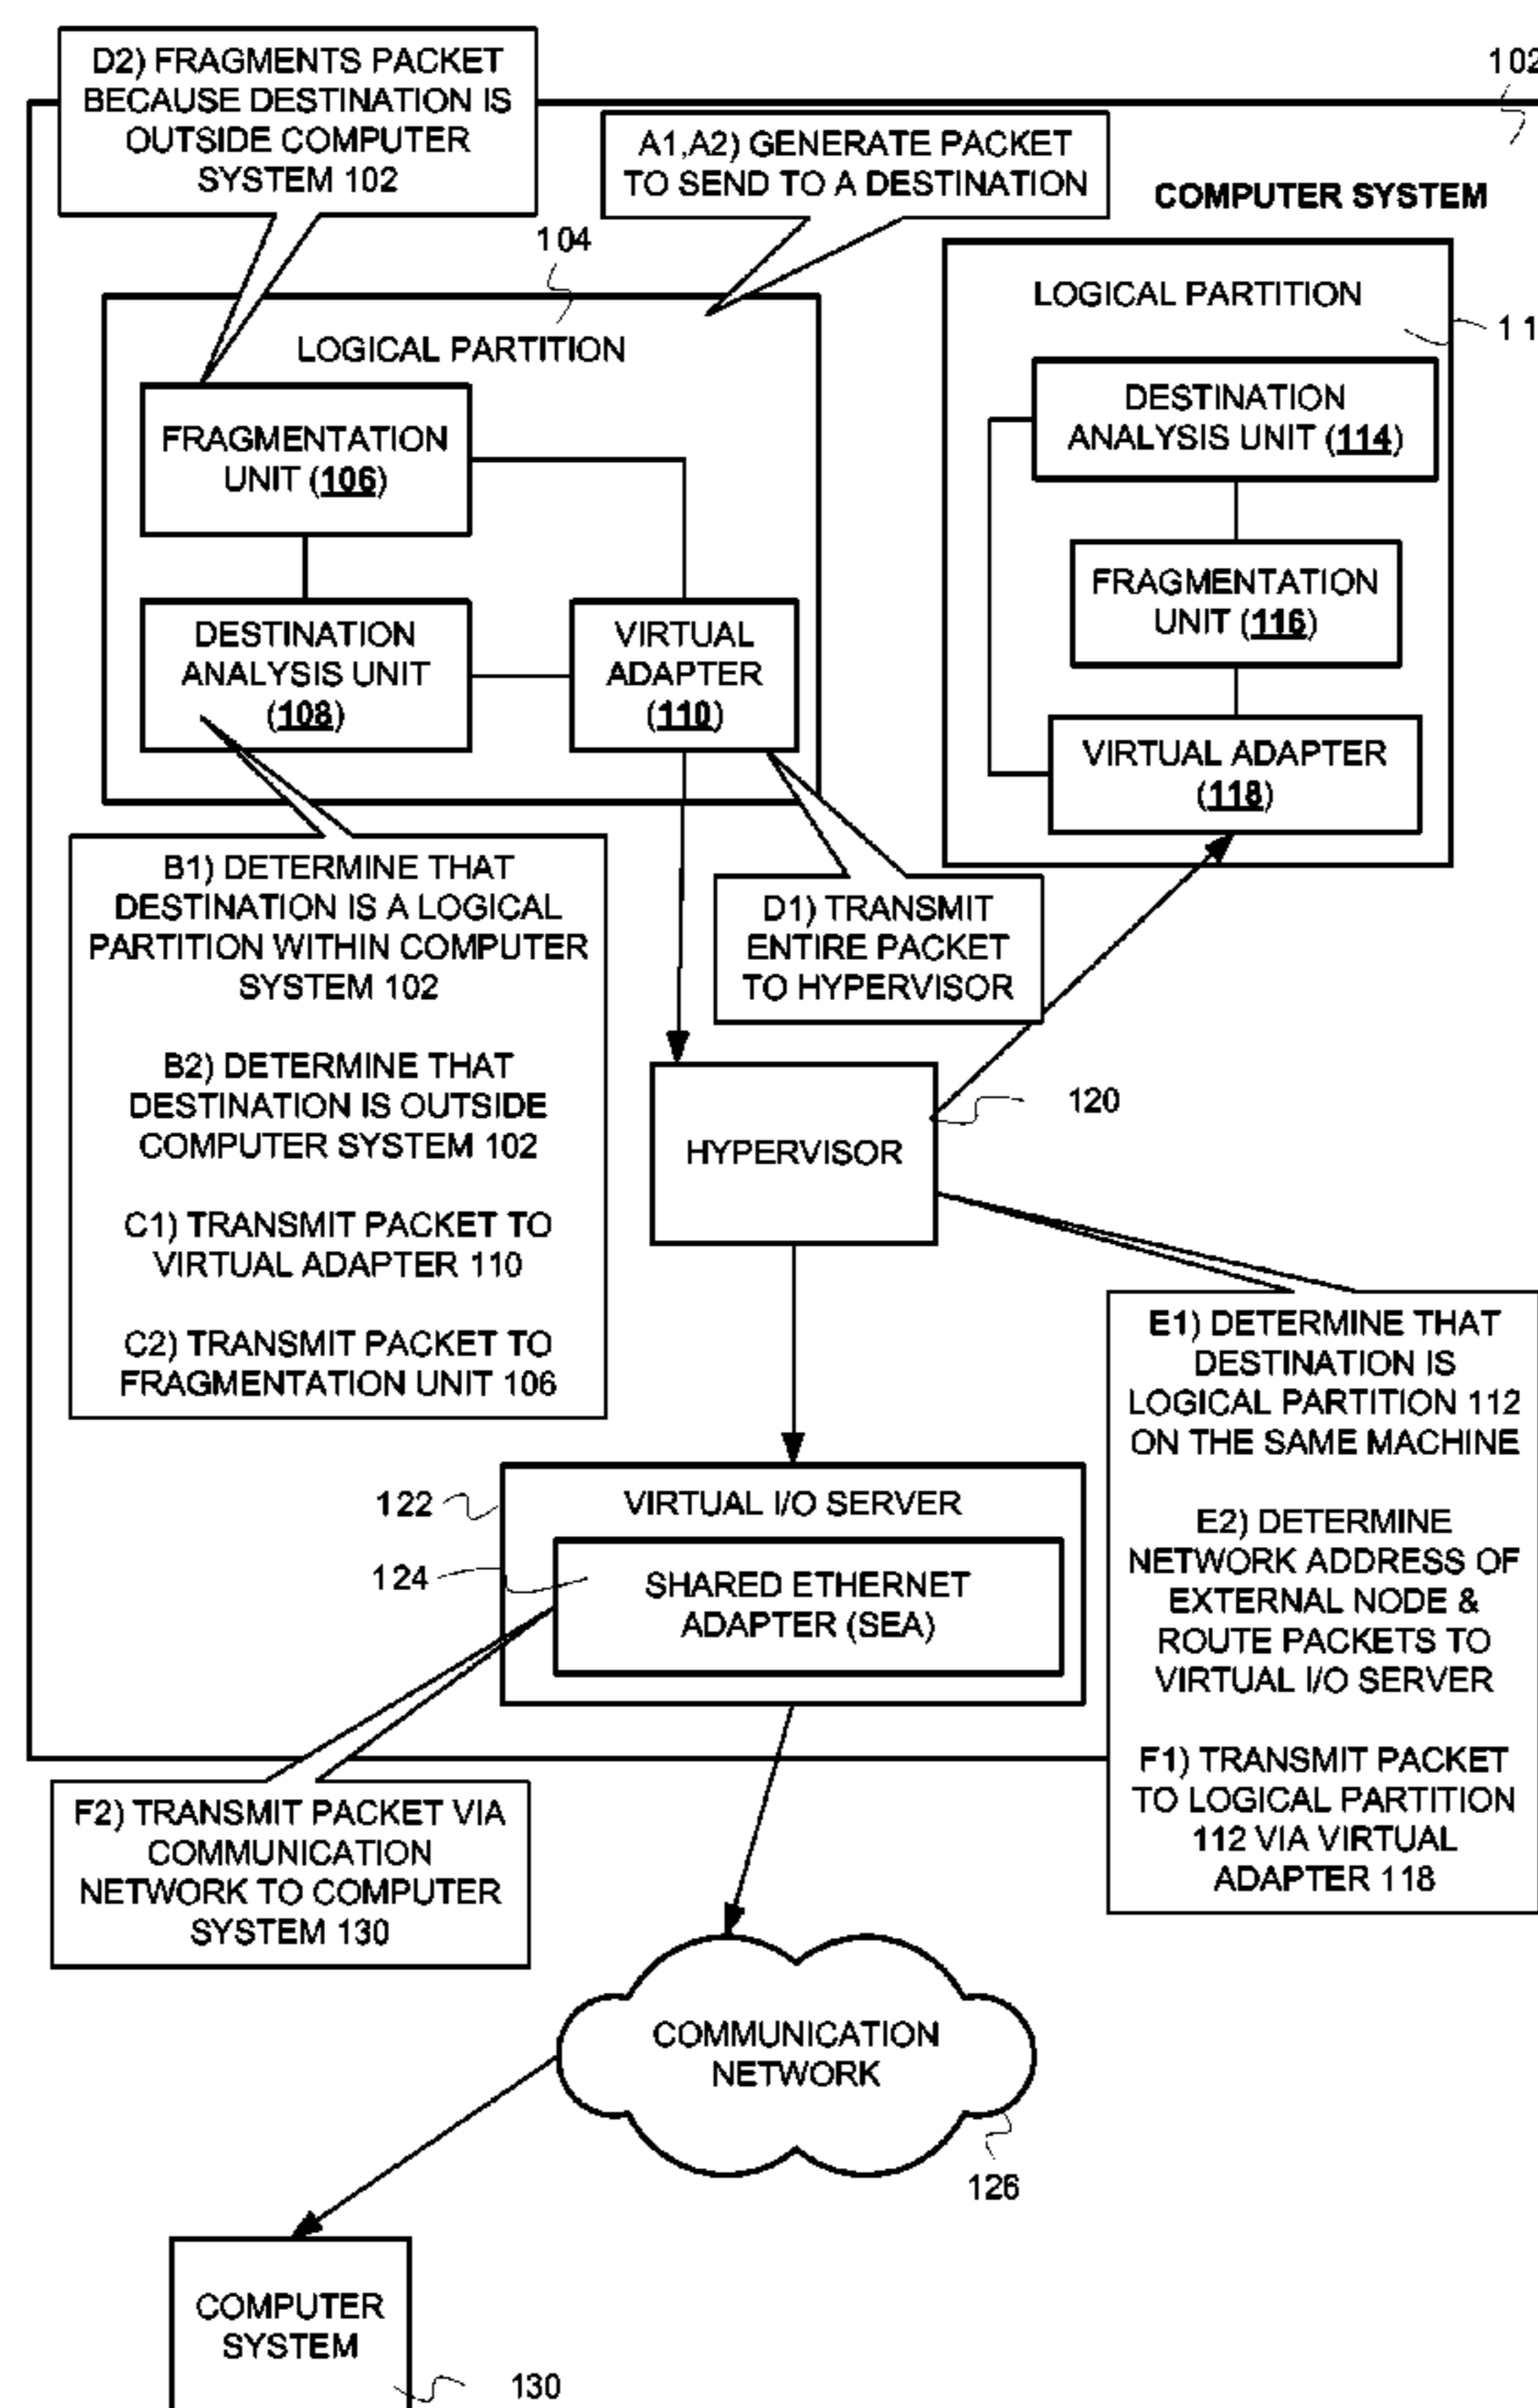 D2) FRAGMENTS PACKET
BECAUSE DESTINATION IS
OUTSIDE COMPUTER
SYSTEM 102
A1,A2) GENERATE PACKET
TO SEND TO A DESTINATION
102
COMPUTER SYSTEM
104
LOGICAL PARTITION
FRAGMENTATION
UNIT (106)
DESTINATION
ANALYSIS UNIT
(108)
VIRTUAL
ADAPTER
(110)
LOGICAL PARTITION
11
DESTINATION
ANALYSIS UNIT (114)
FRAGMENTATION
UNIT (116)
VIRTUAL ADAPTER
(118)
B1) DETERMINE THAT
DESTINATION IS A LOGICAL
PARTITION WITHIN COMPUTER
SYSTEM 102
B2) DETERMINE THAT
DESTINATION IS OUTSIDE
COMPUTER SYSTEM 102
C1) TRANSMIT PACKET TO
VIRTUAL ADAPTER 110
C2) TRANSMIT PACKET TO
FRAGMENTATION UNIT 106
D1) TRANSMIT
ENTIRE PACKET
TO HYPERVISOR
HYPERVISOR
120
E1) DETERMINE THAT
DESTINATION IS
LOGICAL PARTITION 112
ON THE SAME MACHINE
E2) DETERMINE
NETWORK ADDRESS OF
EXTERNAL NODE &
ROUTE PACKETS TO
VIRTUAL I/O SERVER
F1) TRANSMIT PACKET
TO LOGICAL PARTITION
112 VIA VIRTUAL
ADAPTER 118
122
VIRTUAL I/O SERVER
124
SHARED ETHERNET
ADAPTER (SEA)
F2) TRANSMIT PACKET VIA
COMMUNICATION
NETWORK TO COMPUTER
SYSTEM 130
COMMUNICATION
NETWORK
126
COMPUTER
SYSTEM
130